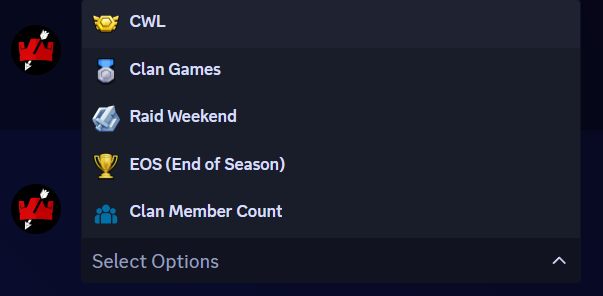 CWL
Clan Games
Raid Weekend
EOS (End of Season)
Clan Member Count
Select Options